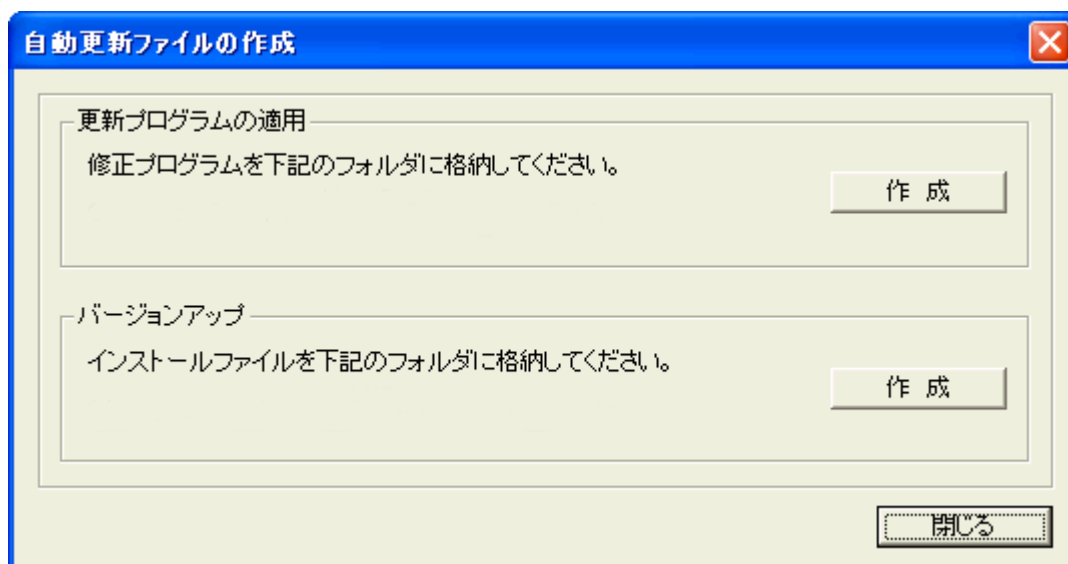 自動更新ファイルの作成
更新プログラムの適用
修正プログラムを下記のフォルダに格納してください。
作 成
バージョンアップ
インストールファイルを下記のフォルダに格納してください。
作 成
閉じる